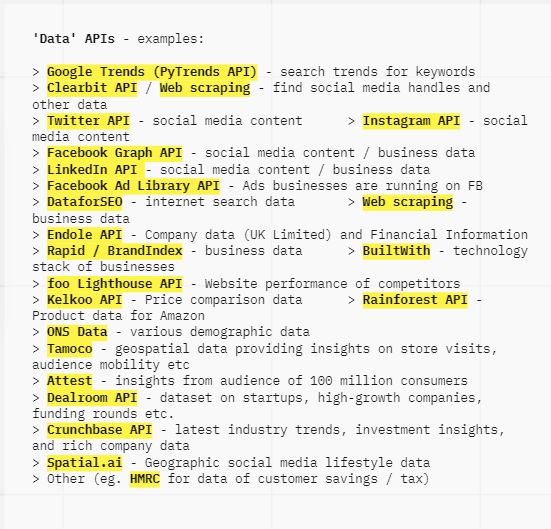 'Data' APIs - examples:
> Google Trends (PyTrends API) - search trends for keywords
> Clearbit API / Web scraping - find social media handles and
other data
> Twitter API - social media content > Instagram API - social
media content
> Facebook Graph API - social media content / business data
> LinkedIn API - social media content / business data
> Facebook Ad Library API - Ads businesses are running on FB
> DataforSEO - internet search data > Web scraping -
business data
> Endole API - Company data (UK Limited) and Financial Information
> Rapid / BrandIndex - business data > BuiltWith - technology
stack of businesses
> foo Lighthouse API - Website performance of competitors
> Kelkoo API - Price comparison data > Rainforest API -
Product data for Amazon
> ONS Data - various demographic data
> Tamoco - geospatial data providing insights on store visits,
audience mobility etc
> Attest - insights from audience of 100 million consumers
> Dealroom API - dataset on startups, high-growth companies,
funding rounds etc.
> Crunchbase API - latest industry trends, investment insights,
and rich company data
> Spatial.ai - Geographic social media lifestyle data
> Other (eg. HMRC for data of customer savings / tax)